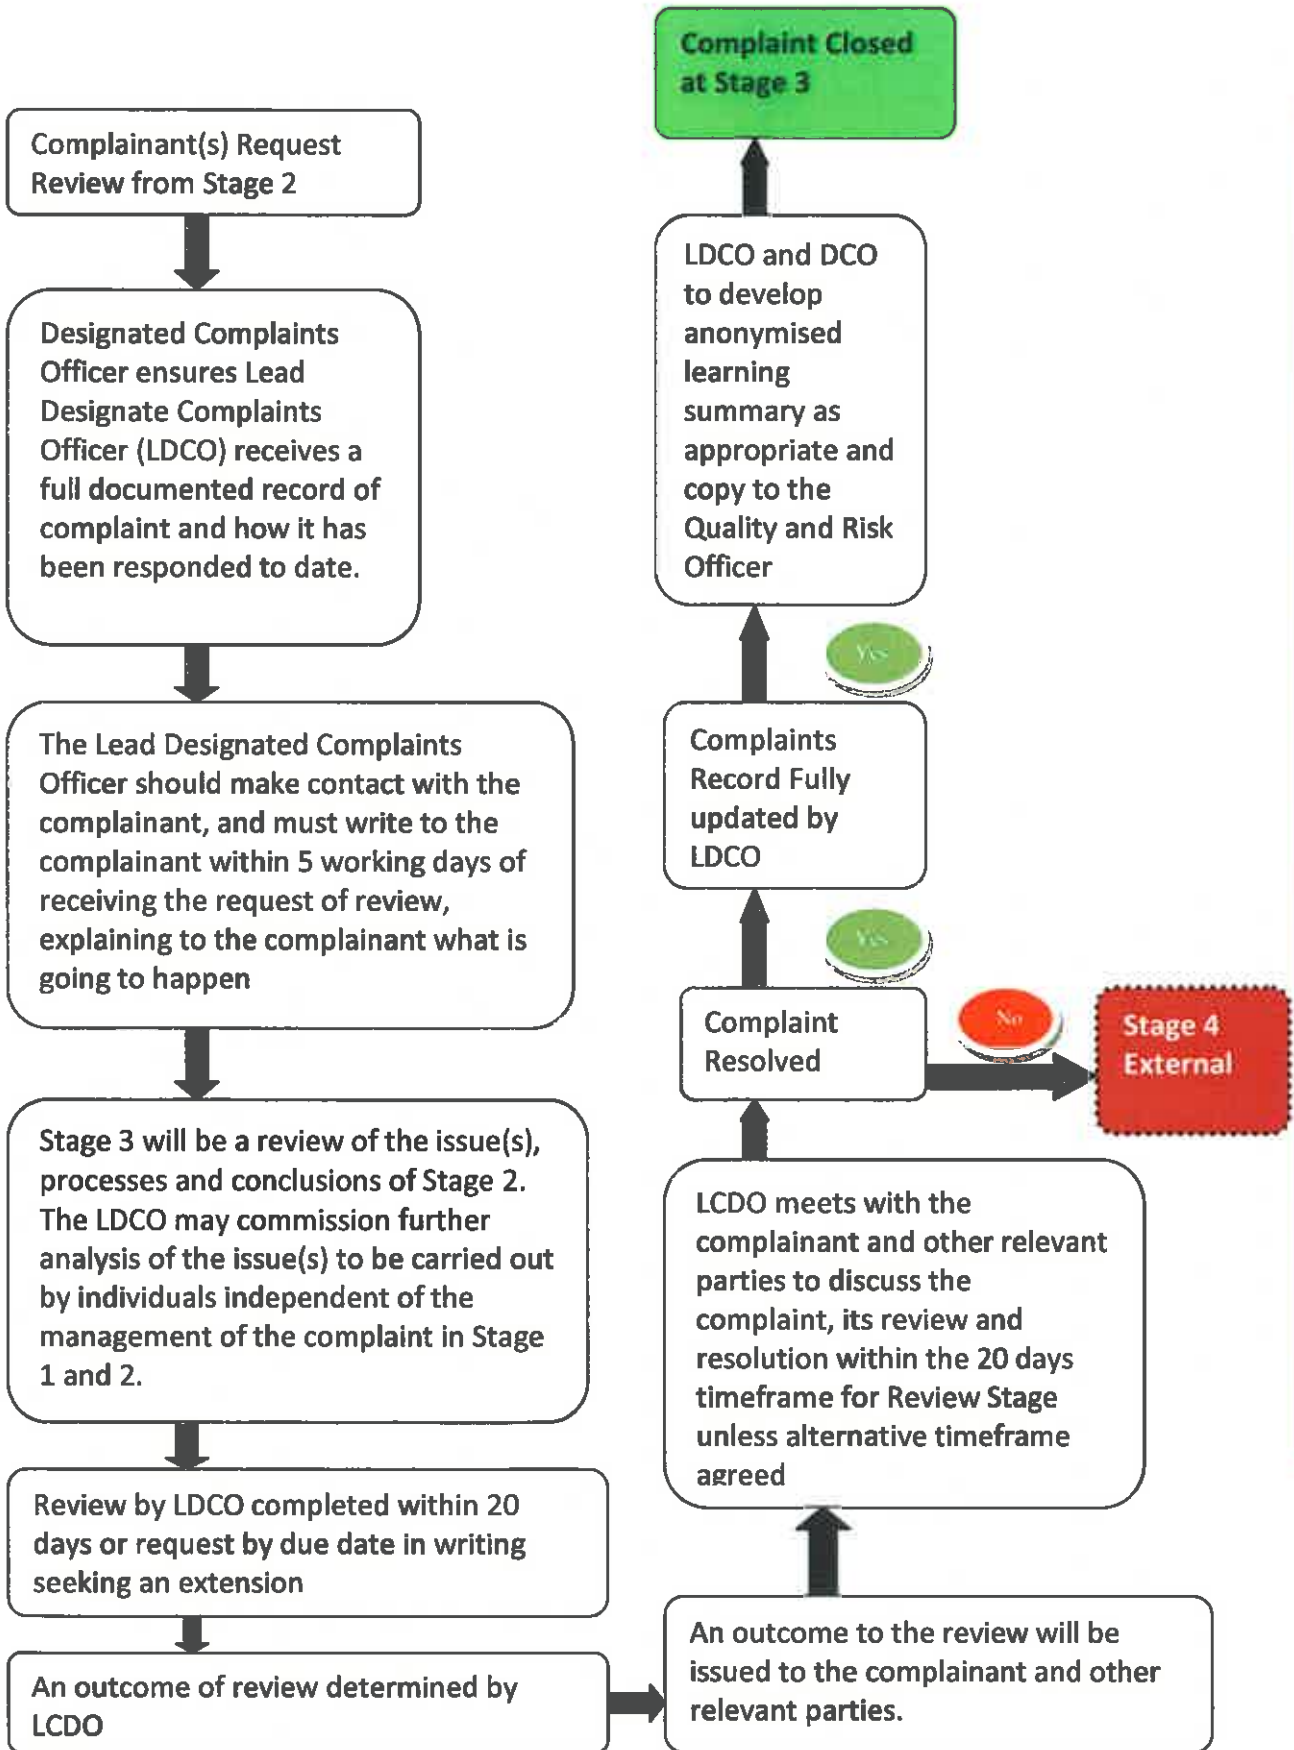 Complainant(s) Request
Review from Stage 2
Designated Complaints
Officer ensures Lead
Designate Complaints
Officer (LDCO) receives a
full documented record of
complaint and how it has
been responded to date.
The Lead Designated Complaints
Officer should make contact with the
complainant, and must write to the
complainant within 5 working days of
receiving the request of review,
explaining to the complainant what is
going to happen
Stage 3 will be a review of the issue(s),
processes and conclusions of Stage 2.
The LDCO may commission further
analysis of the issue(s) to be carried out
by individuals independent of the
management of the complaint in Stage
1 and 2.
Review by LDCO completed within 20
days or request by due date in writing
seeking an extension
An outcome of review determined by
LCDO
An outcome to the review will be
issued to the complainant and other
relevant parties.
LCDO meets with the
complainant and other relevant
parties to discuss the
complaint, its review and
resolution within the 20 days
timeframe for Review Stage
unless alternative timeframe
agreed
Complaint
Resolved
No
Stage 4
External
Yes
Complaints
Record Fully
updated by
LDCO
Yes
LDCO and DCO
to develop
anonymised
learning
summary as
appropriate and
copy to the
Quality and Risk
Officer
Complaint Closed
at Stage 3